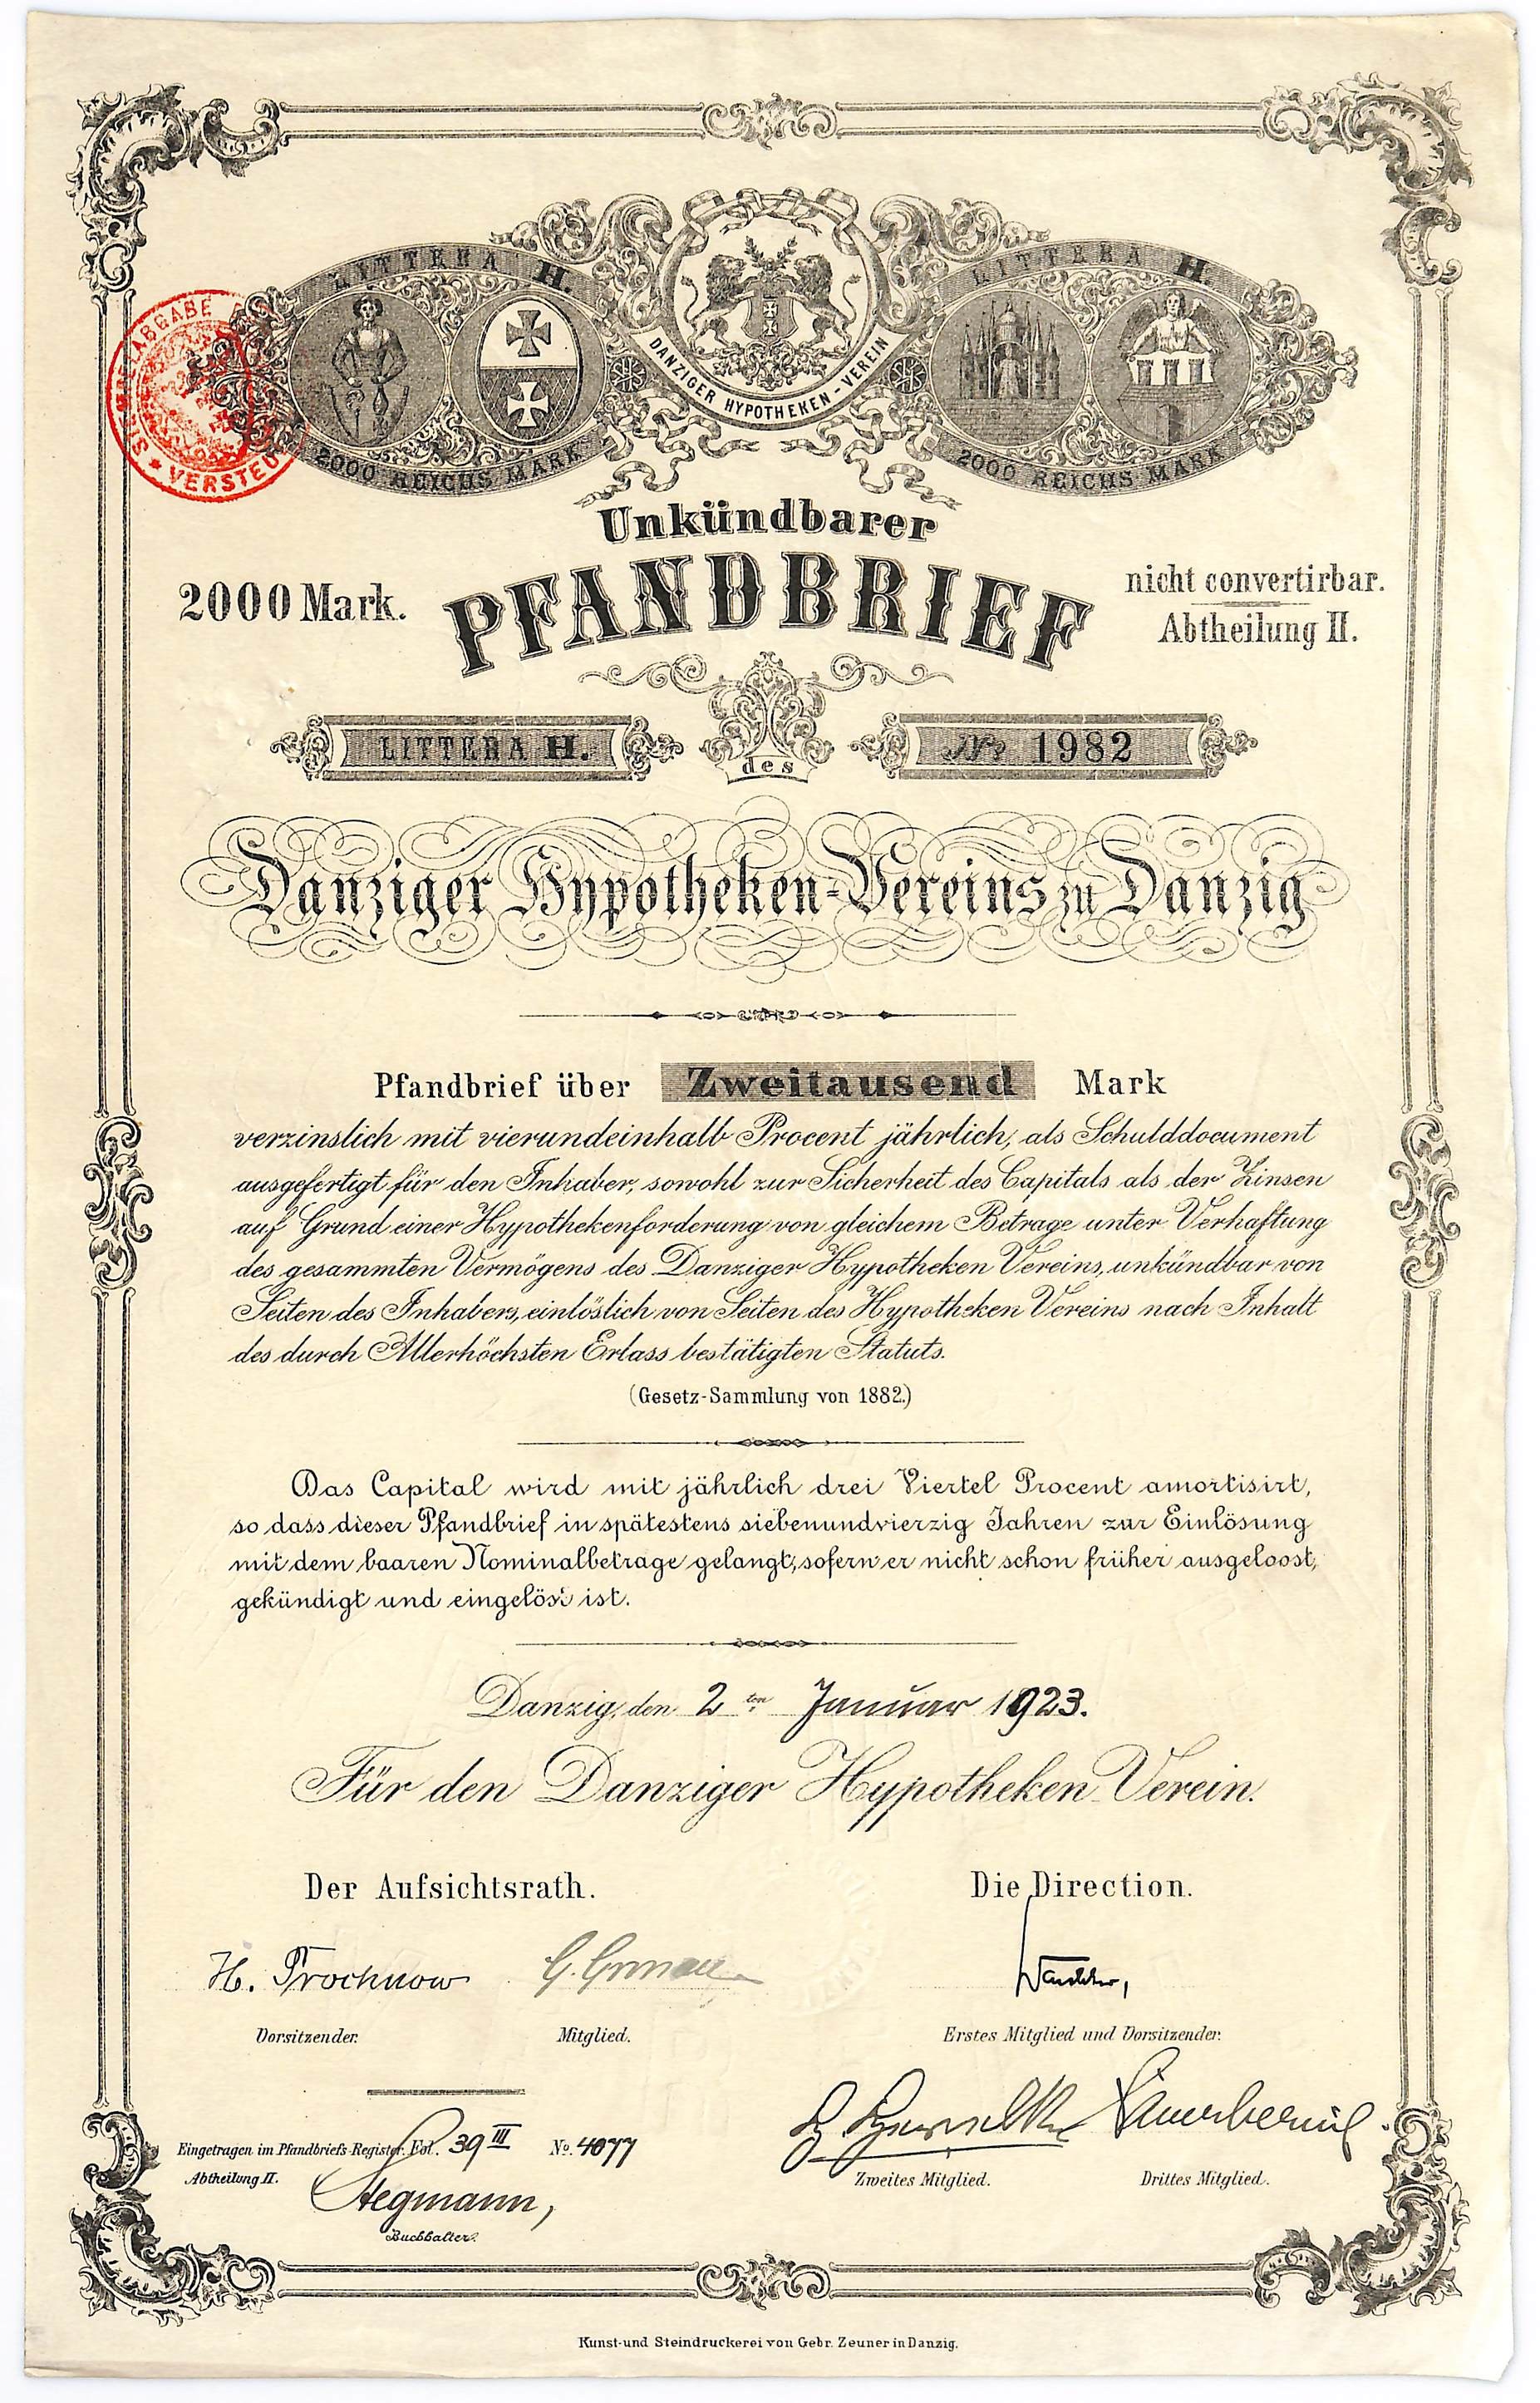 LITTERA H.
LITTERA H.
DANZIGER HYPOTHEKEN-VEREIN
2000 REICHS MARK
2000 REICHS MARK
VERSTEU
Unkündbarer
2000 Mark.
PFANDBRIEF
nicht convertirbar.
Abtheilung II.
LITTERA H.
des
No 1982
Danziger Hypotheken-Vereins zu Danzig
Pfandbrief über Zweitausend Mark
verzinslich mit vierundeinhalb Procent jährlich, als Schulddocument
ausgefertigt für den Inhaber, sowohl zur Sicherheit des Capitals als der Zinsen
auf Grund einer Hypothekenforderung von gleichem Betrage unter Verhaftung
des gesammten Vermögens des Danziger Hypotheken Vereins, unkündbar von
Seiten des Inhabers, einlöslich von Seiten des Hypotheken Vereins nach Inhalt
des durch Allerhöchsten Erlass bestätigten Statuts.
(Gesetz-Sammlung von 1882.)
Das Capital wird mit jährlich drei Viertel Procent amortisirt,
so dass dieser Pfandbrief in spätestens siebenundvierzig Jahren zur Einlösung
mit dem baaren Nominalbetrage gelangt, sofern er nicht schon früher ausgeloost,
gekündigt und eingelöst ist.
Danzig, den 2ten Januar 1923.
Für den Danziger Hypotheken-Verein.
Der Aufsichtsrath.
Die Direction.
H. Prochnow
Vorsitzender.
Mitglied.
Erstes Mitglied und Vorsitzender.
Eingetragen im Pfandbriefs-Register Fol. 39 III No. 4077
Abtheilung II.
Stegmann,
Buchhalter.
Zweites Mitglied.
Drittes Mitglied.
Kunst-und Steindruckerei von Gebr. Zeuner in Danzig.